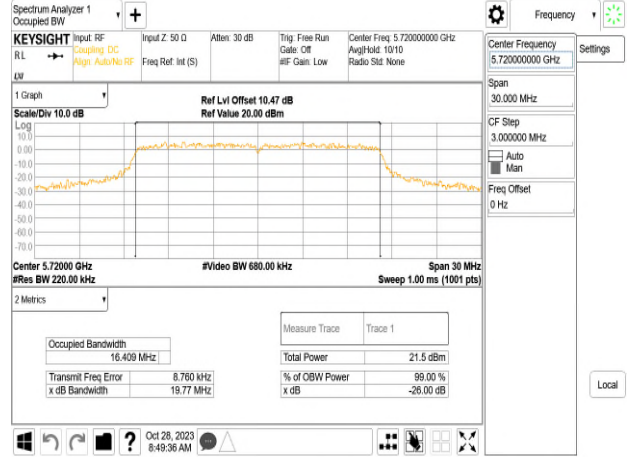 Spectrum Analyzer 1
Occupied BW
Frequency
KEYSIGHT Input: RF Input Z: 50 Ω Atten: 30 dB Trig: Free Run Center Freq: 5.720000000 GHz
Coupling: DC Gate: Off Avg|Hold: 10/10
RL Align: Auto/No RF Freq Ref: Int (S) #IF Gain: Low Radio Std: None
Center Frequency
5.720000000 GHz
Settings
Span
30.000 MHz
CF Step
3.000000 MHz
Auto
Man
Freq Offset
0 Hz
1 Graph
Ref Lvl Offset 10.47 dB
Scale/Div 10.0 dB Ref Value 20.00 dBm
Log
10.0
0.00
-10.0
-20.0
-30.0
-40.0
-50.0
-60.0
-70.0
Center 5.72000 GHz #Video BW 680.00 kHz Span 30 MHz
#Res BW 220.00 kHz Sweep 1.00 ms (1001 pts)
2 Metrics
Measure Trace Trace 1
Occupied Bandwidth
16.409 MHz
Total Power 21.5 dBm
Transmit Freq Error 8.760 kHz % of OBW Power 99.00 %
x dB Bandwidth 19.77 MHz x dB -26.00 dB
Local
Oct 28, 2023
8:49:36 AM